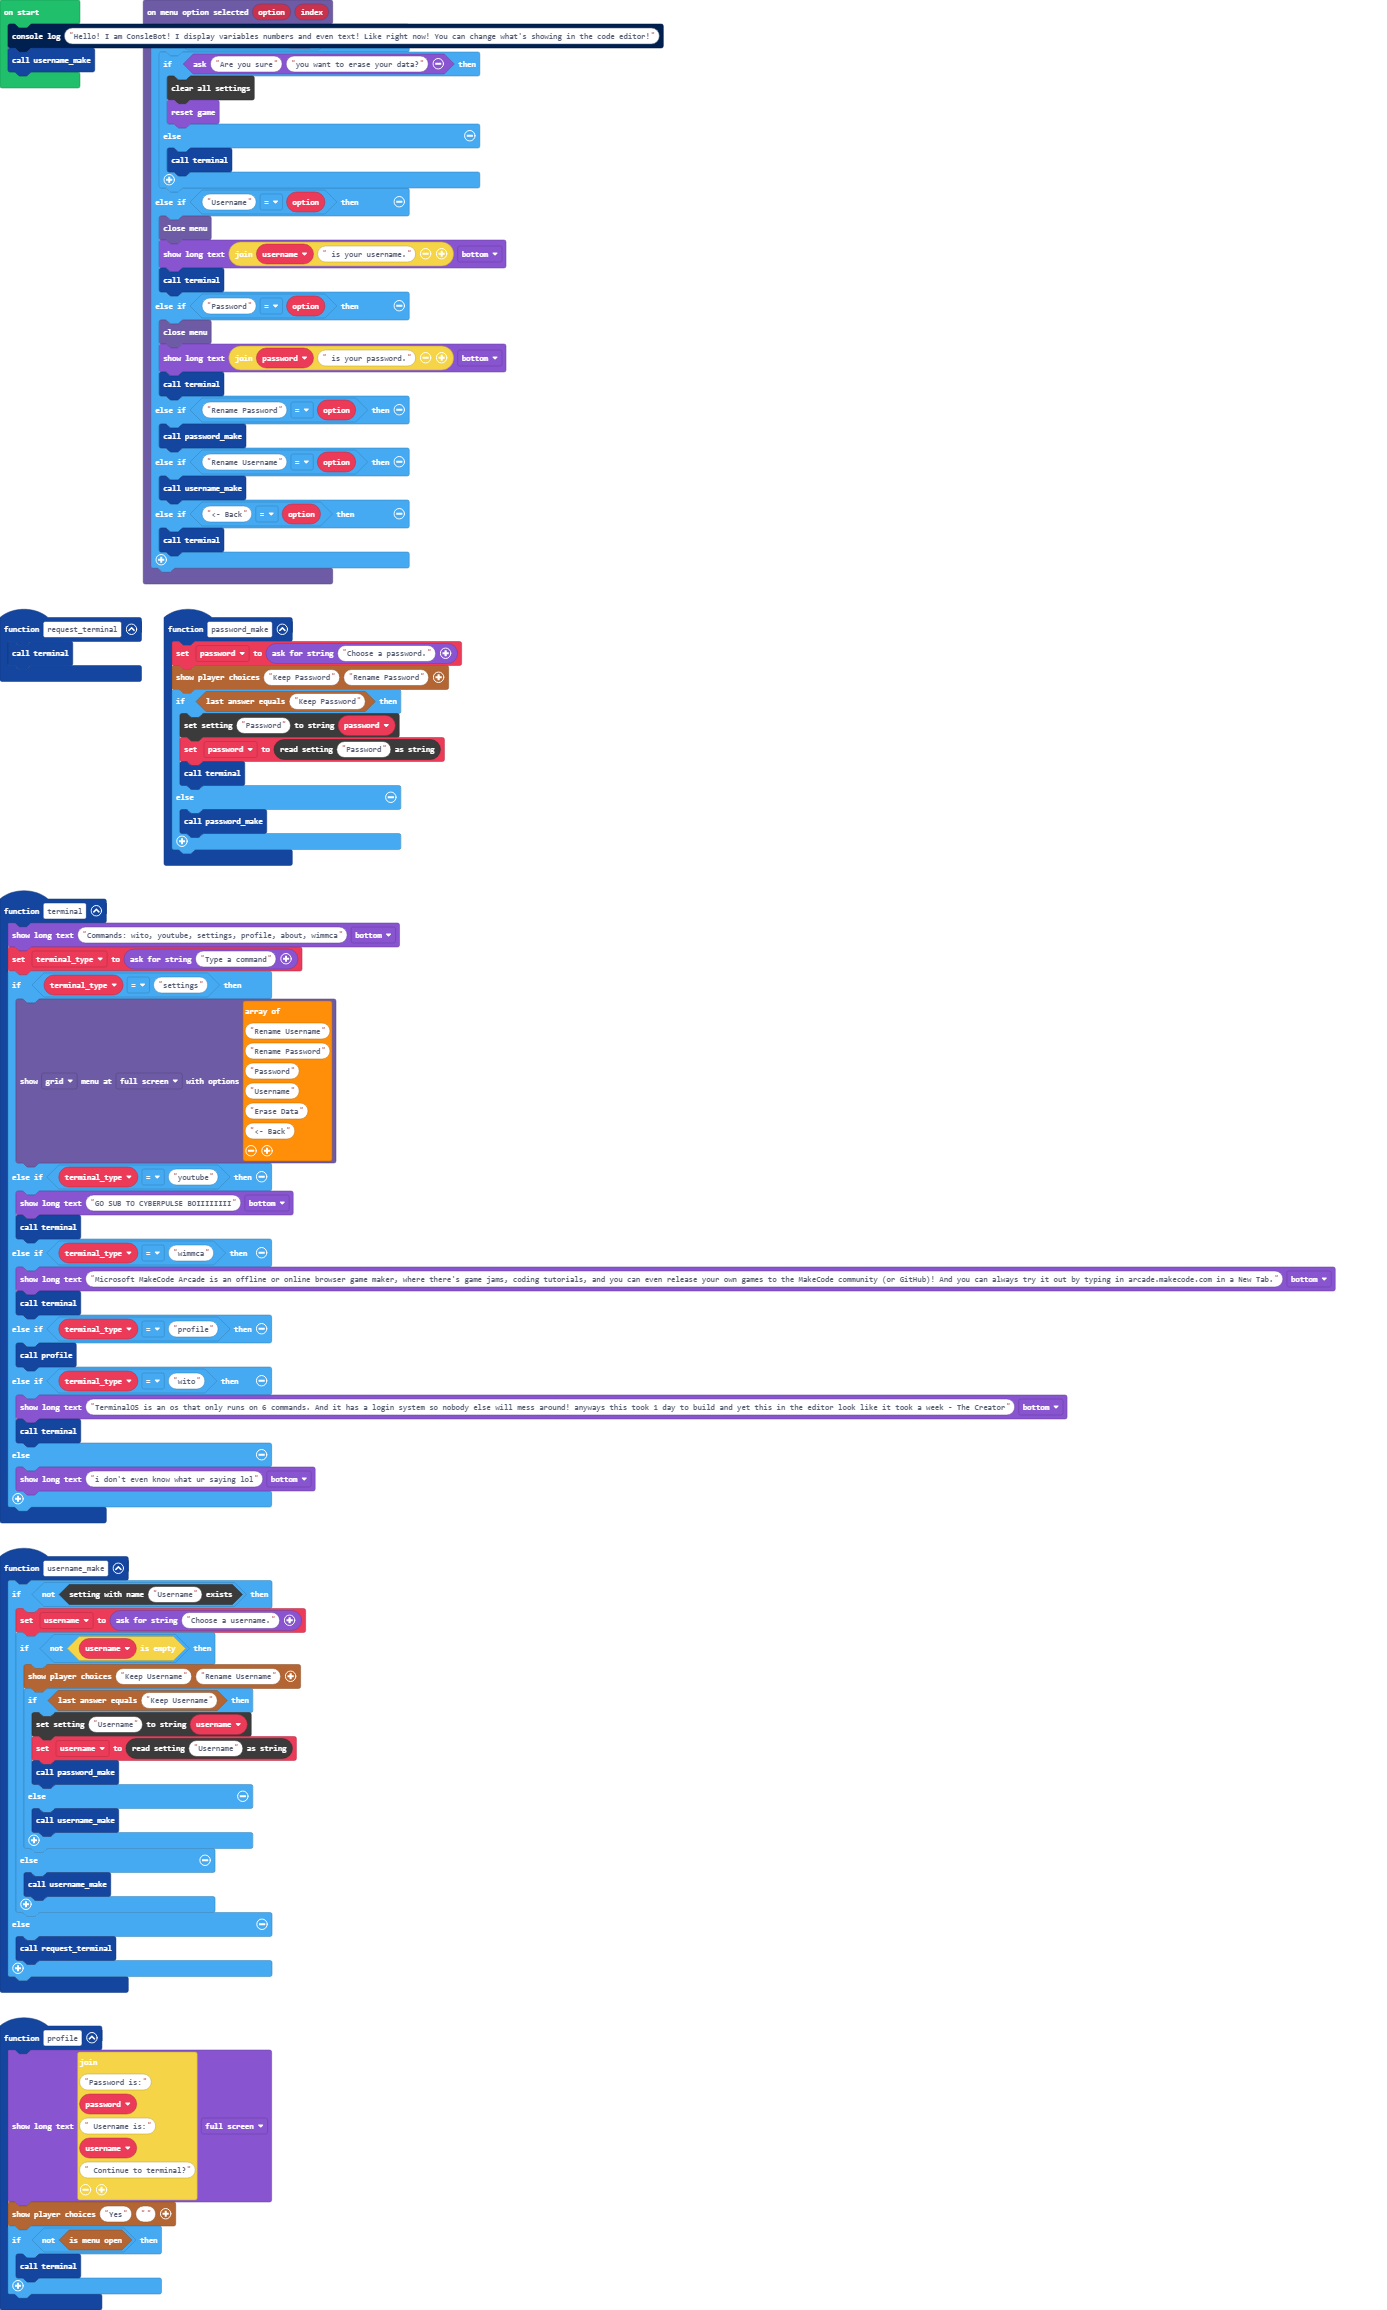 on start
console log "Hello! I am ConsleBot! I display variables numbers and even text! Like right now! You can change what's showing in the code editor!"
call username_make
on menu option selected option index
if ask "Are you sure" "you want to erase your data?" then
clear all settings
reset game
else
call terminal
else if "Username" = option then
close menu
show long text join username " is your username." bottom
call terminal
else if "Password" = option then
close menu
show long text join password " is your password." bottom
call terminal
else if "Rename Password" = option then
call password_make
else if "Rename Username" = option then
call username_make
else if "<- Back" = option then
call terminal
function request_terminal
call terminal
function password_make
set password to ask for string "Choose a password."
show player choices "Keep Password" "Rename Password"
if last answer equals "Keep Password" then
set setting "Password" to string password
set password to read setting "Password" as string
call terminal
else
call password_make
function terminal
show long text "Commands: wito, youtube, settings, profile, about, wimmca" bottom
set terminal_type to ask for string "Type a command"
if terminal_type = "settings" then
show grid menu at full screen with options
array of
"Rename Username"
"Rename Password"
"Password"
"Username"
"Erase Data"
"<- Back"
else if terminal_type = "youtube" then
show long text "GO SUB TO CYBERPULSE BOIIIIIIII" bottom
call terminal
else if terminal_type = "wimmca" then
show long text "Microsoft MakeCode Arcade is an offline or online browser game maker, where there's game jams, coding tutorials, and you can even release your own games to the MakeCode community (or GitHub)! And you can always try it out by typing in arcade.makecode.com in a New Tab." bottom
call terminal
else if terminal_type = "profile" then
call profile
else if terminal_type = "wito" then
show long text "TerminalOS is an os that only runs on 6 commands. And it has a login system so nobody else will mess around! anyways this took 1 day to build and yet this in the editor look like it took a week - The Creator" bottom
call terminal
else
show long text "i don't even know what ur saying lol" bottom
function username_make
if not setting with name "Username" exists then
set username to ask for string "Choose a username."
if not username is empty then
show player choices "Keep Username" "Rename Username"
if last answer equals "Keep Username" then
set setting "Username" to string username
set username to read setting "Username" as string
call password_make
else
call username_make
else
call username_make
else
call request_terminal
function profile
show long text
join
"Password is:"
password
" Username is:"
username
" Continue to terminal?"
full screen
show player choices "Yes" ""
if not is menu open then
call terminal